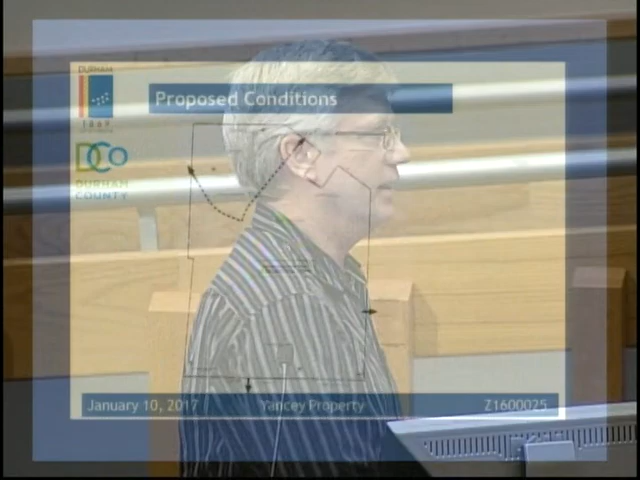 DURHAM
1869
Proposed Conditions
DCo
DURHAM
COUNTY
January 10, 2017
Yancey Property
Z1600025